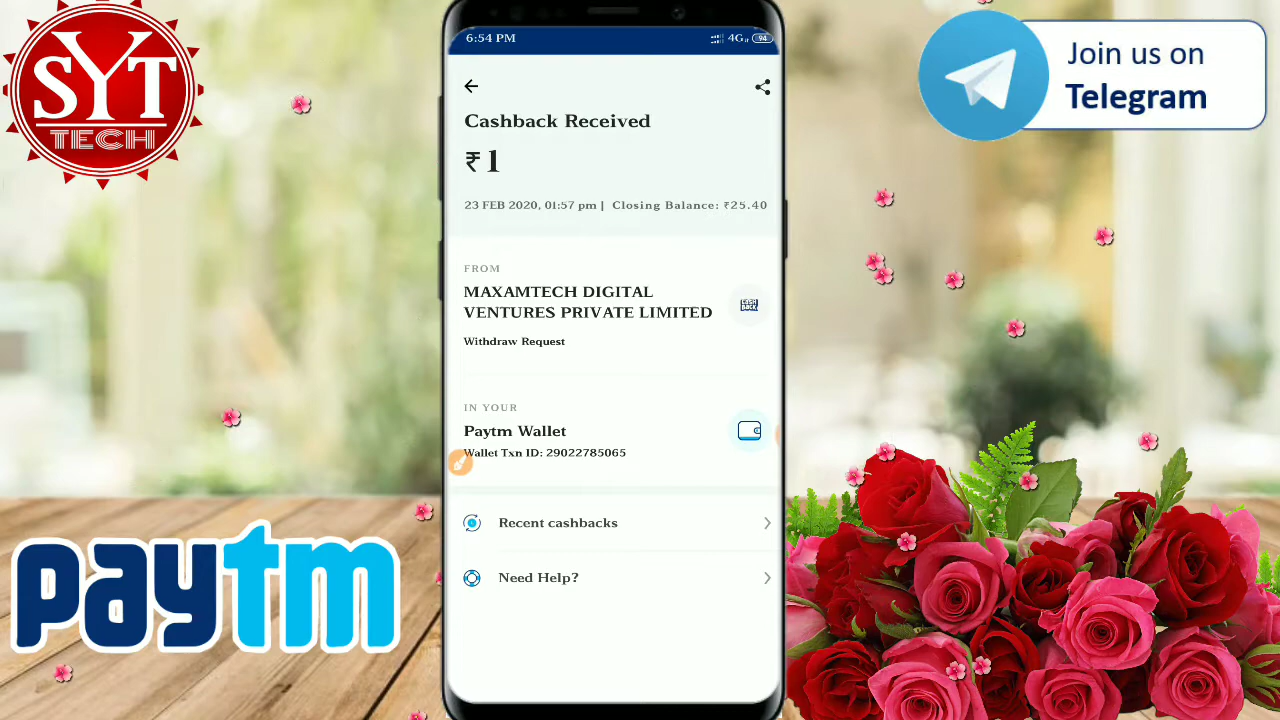 SYT
TECH
Join us on
Telegram
6:54 PM
4G
94
Cashback Received
₹1
23 FEB 2020, 01:57 pm | Closing Balance: ₹25.40
FROM
MAXAMTECH DIGITAL
VENTURES PRIVATE LIMITED
CASH
BACK
Withdraw Request
IN YOUR
Paytm Wallet
Wallet Txn ID: 29022785065
Recent cashbacks
Need Help?
paytm